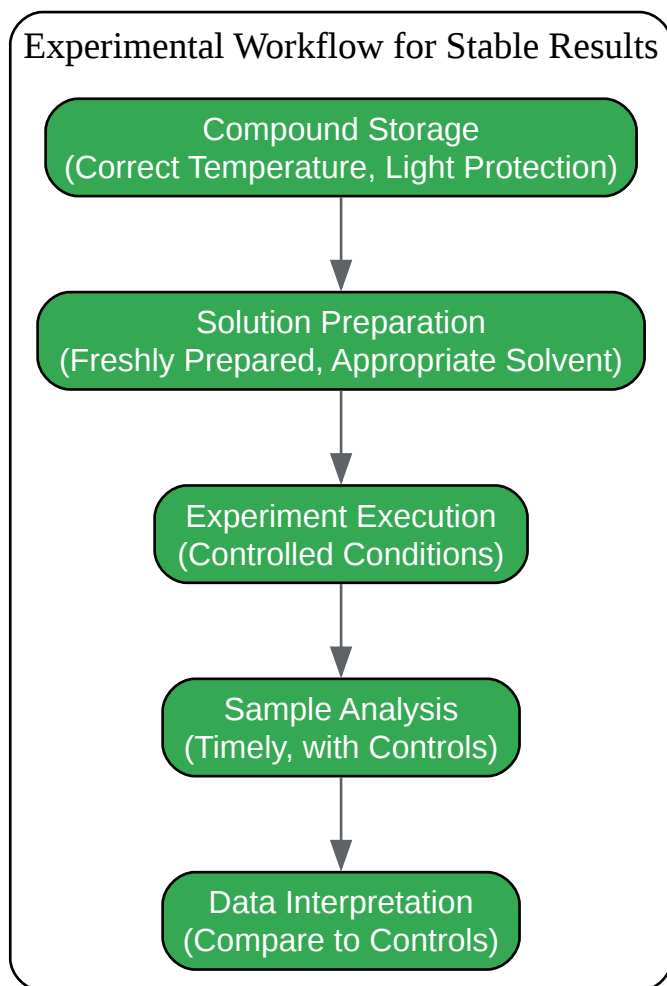 Experimental Workflow for Stable Results
Compound Storage
(Correct Temperature, Light Protection)
Solution Preparation
(Freshly Prepared, Appropriate Solvent)
Experiment Execution
(Controlled Conditions)
Sample Analysis
(Timely, with Controls)
Data Interpretation
(Compare to Controls)